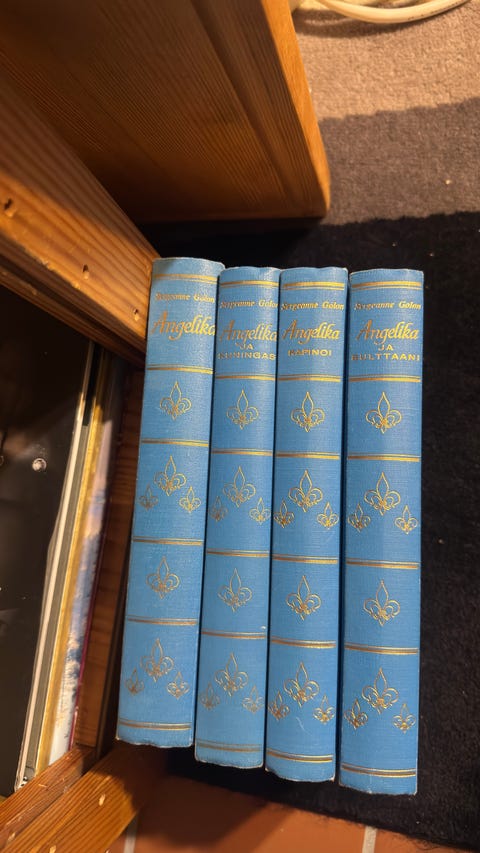 Sergeanne Golon
Angelika
Sergeanne Golon
Angelika
JA
KUNINGAS
Sergeanne Golon
Angelika
KAPINOI
Sergeanne Golon
Angelika
JA
SULTTAANI